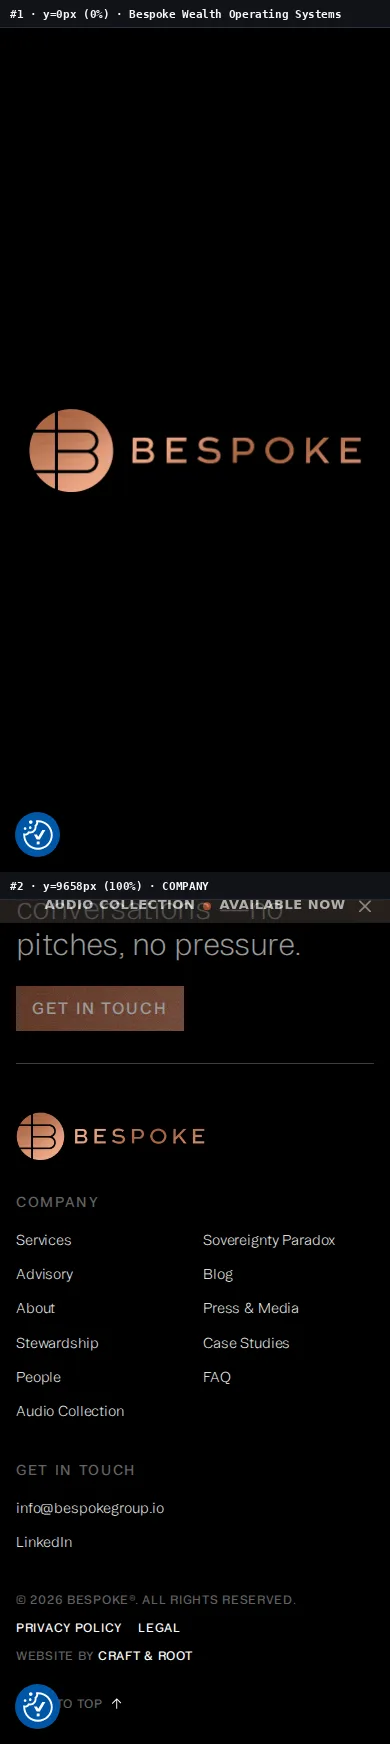 #1 · y=0px (0%) · Bespoke Wealth Operating Systems
BESPOKE
#2 · y=9658px (100%) · COMPANY
conversations —no
AUDIO COLLECTION AVAILABLE NOW
pitches, no pressure.
GET IN TOUCH
BESPOKE
COMPANY
Services Sovereignty Paradox
Advisory Blog
About Press & Media
Stewardship Case Studies
People FAQ
Audio Collection
GET IN TOUCH
info@bespokegroup.io
LinkedIn
© 2026 BESPOKE®. ALL RIGHTS RESERVED.
PRIVACY POLICY LEGAL
WEBSITE BY CRAFT & ROOT
TO TOP ↑